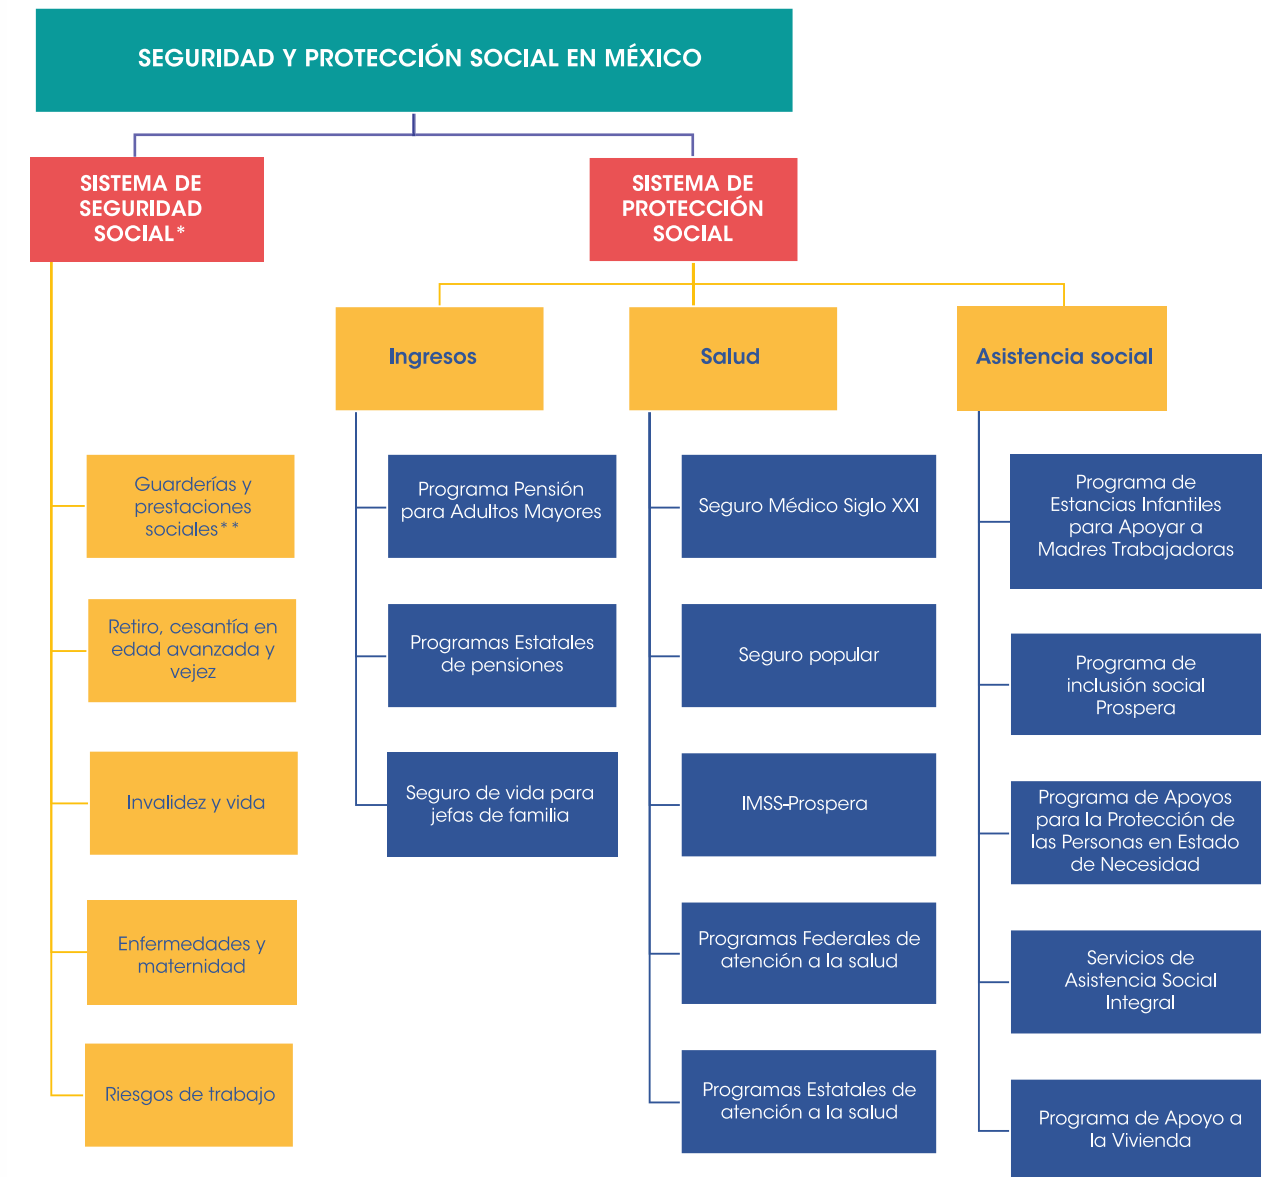 SEGURIDAD Y PROTECCIÓN SOCIAL EN MÉXICO
SISTEMA DE
SEGURIDAD
SOCIAL*
SISTEMA DE
PROTECCIÓN
SOCIAL
Guarderías y
prestaciones
sociales**
Retiro, cesantía en
edad avanzada y
vejez
Invalidez y vida
Enfermedades y
maternidad
Riesgos de trabajo
Ingresos
Programa Pensión
para Adultos Mayores
Programas Estatales
de pensiones
Seguro de vida para
jefas de familia
Salud
Seguro Médico Siglo XXI
Seguro popular
IMSS-Prospera
Programas Federales de
atención a la salud
Programas Estatales de
atención a la salud
Asistencia social
Programa de
Estancias Infantiles
para Apoyar a
Madres Trabajadoras
Programa de
inclusión social
Prospera
Programa de Apoyos
para la Protección de
las Personas en Estado
de Necesidad
Servicios de
Asistencia Social
Integral
Programa de Apoyo a
la Vivienda